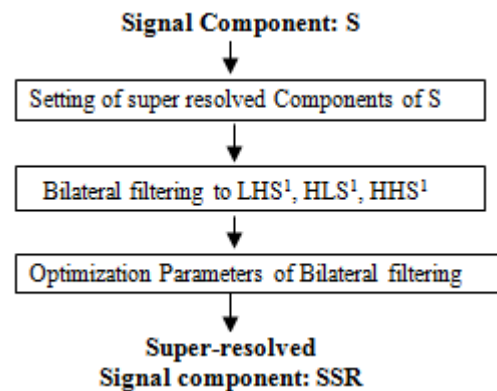 Signal Component: S
Setting of super resolved Components of S
Bilateral filtering to LHS¹, HLS¹, HHS¹
Optimization Parameters of Bilateral filtering
Super-resolved
Signal component: SSR